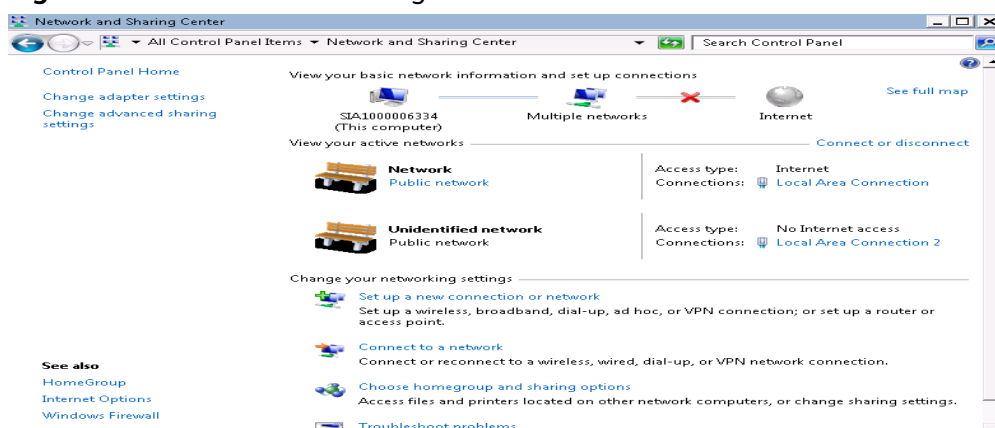 Network and Sharing Center
All Control Panel Items Network and Sharing Center Search Control Panel
Control Panel Home
Change adapter settings
Change advanced sharing
settings
View your basic network information and set up connections
See full map
SIA1000006334
(This computer)
Multiple networks
Internet
View your active networks
Connect or disconnect
Network
Public network
Access type: Internet
Connections: Local Area Connection
Unidentified network
Public network
Access type: No Internet access
Connections: Local Area Connection 2
Change your networking settings
Set up a new connection or network
Set up a wireless, broadband, dial-up, ad hoc, or VPN connection; or set up a router or
access point.
Connect to a network
Connect or reconnect to a wireless, wired, dial-up, or VPN network connection.
Choose homegroup and sharing options
Access files and printers located on other network computers, or change sharing settings.
Troubleshoot problems
See also
HomeGroup
Internet Options
Windows Firewall